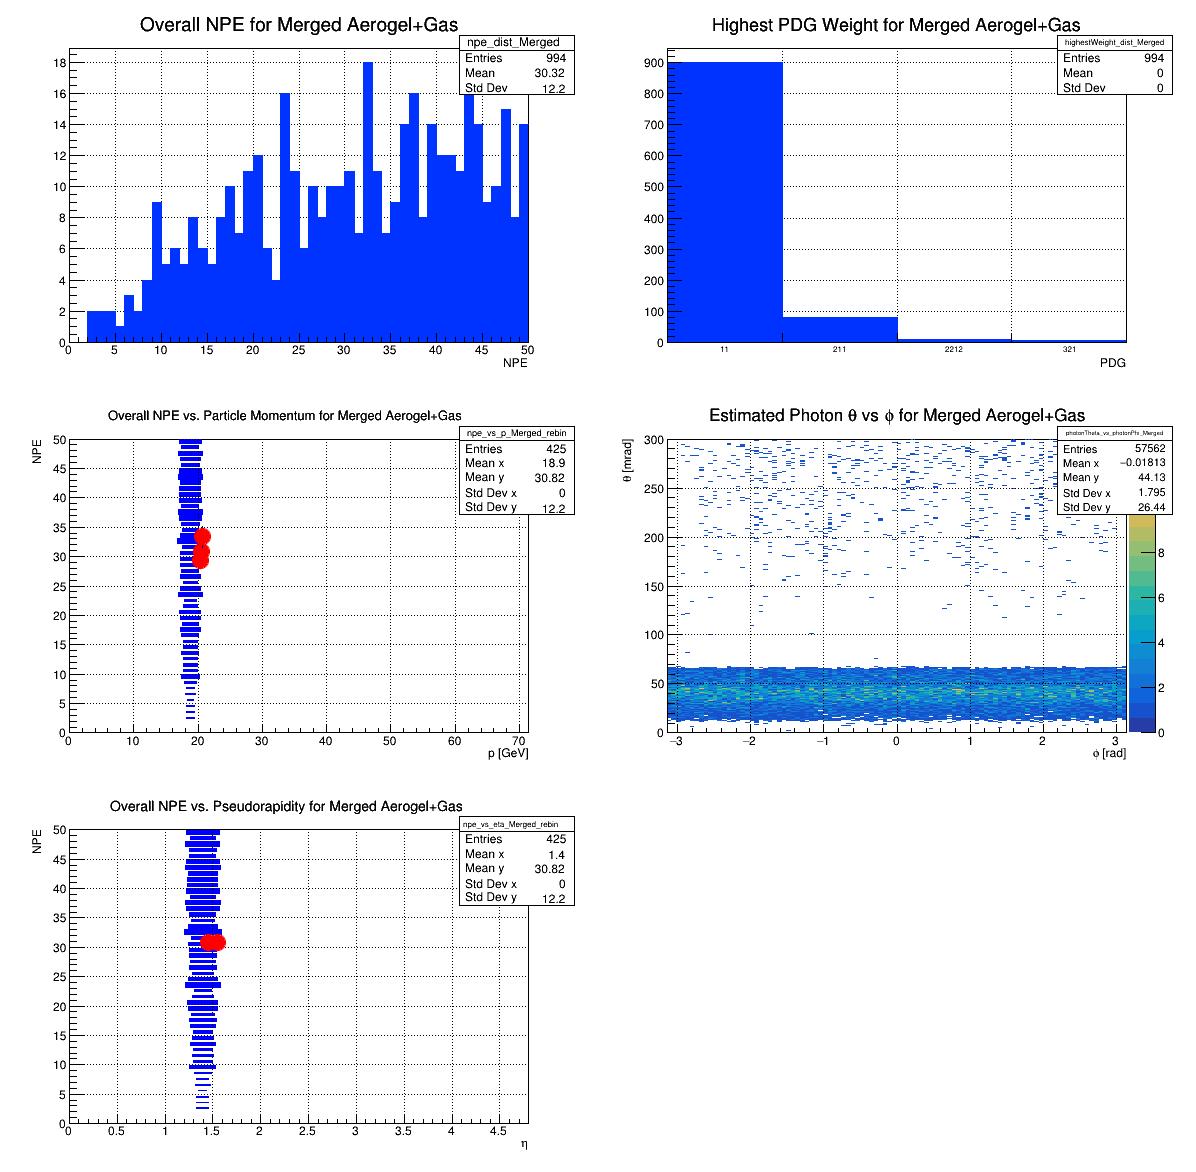 Overall NPE for Merged Aerogel+Gas
npe_dist_Merged
Entries 994
Mean 30.32
Std Dev 12.2
18
16
14
12
10
8
6
4
2
0
0 5 10 15 20 25 30 35 40 45 50
NPE
Highest PDG Weight for Merged Aerogel+Gas
highestWeight_dist_Merged
Entries 994
Mean 0
Std Dev 0
900
800
700
600
500
400
300
200
100
0
11 211 2212 321
PDG
Overall NPE vs. Particle Momentum for Merged Aerogel+Gas
npe_vs_p_Merged_rebin
Entries 425
Mean x 18.9
Mean y 30.82
Std Dev x 0
Std Dev y 12.2
NPE
50
45
40
35
30
25
20
15
10
5
0
0 10 20 30 40 50 60 70
p [GeV]
Estimated Photon θ vs ϕ for Merged Aerogel+Gas
photonTheta_vs_photonPhi_Merged
Entries 57562
Mean x −0.01813
Mean y 44.13
Std Dev x 1.795
Std Dev y 26.44
θ [mrad]
300
250
200
150
100
50
0
−3 −2 −1 0 1 2 3
ϕ [rad]
8
6
4
2
0
Overall NPE vs. Pseudorapidity for Merged Aerogel+Gas
npe_vs_eta_Merged_rebin
Entries 425
Mean x 1.4
Mean y 30.82
Std Dev x 0
Std Dev y 12.2
NPE
50
45
40
35
30
25
20
15
10
5
0
0 0.5 1 1.5 2 2.5 3 3.5 4 4.5
η